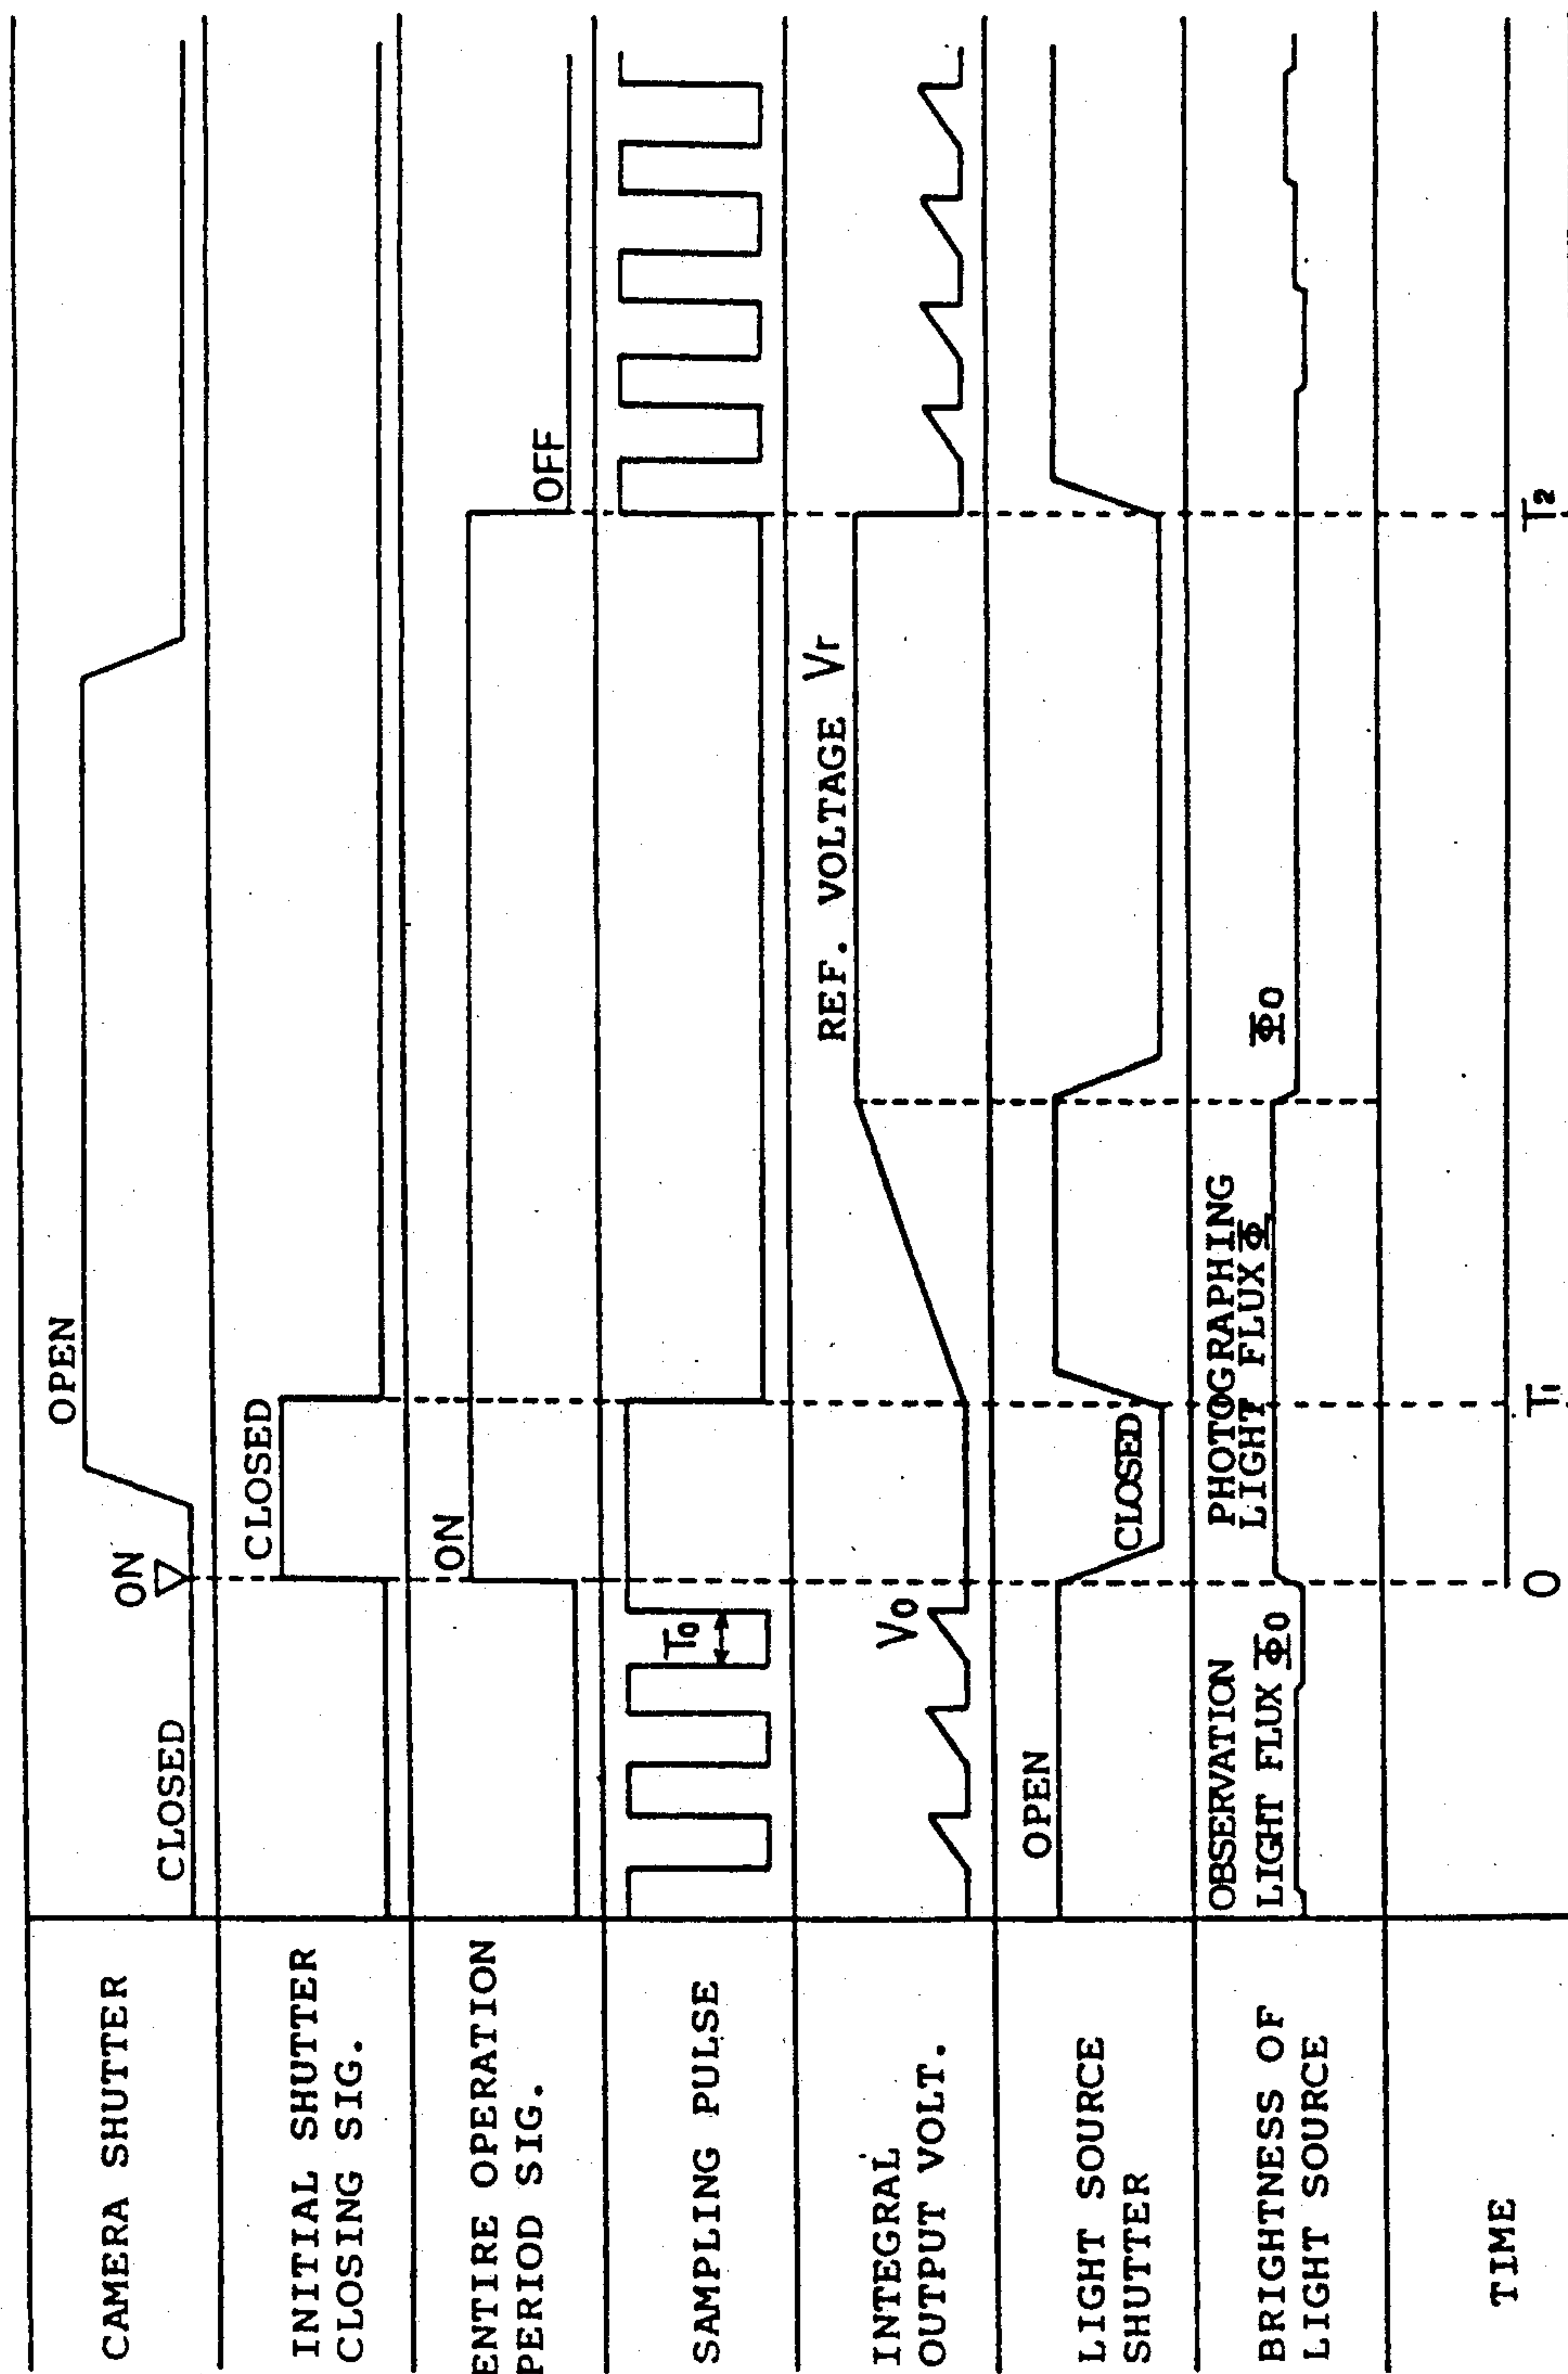 CAMERA SHUTTER
CLOSED
ON
OPEN
INITIAL SHUTTER
CLOSING SIG.
CLOSED
ENTIRE OPERATION
PERIOD SIG.
ON
OFF
SAMPLING PULSE
T0
INTEGRAL
OUTPUT VOLT.
V0
REF. VOLTAGE Vr
LIGHT SOURCE
SHUTTER
OPEN
CLOSED
BRIGHTNESS OF
LIGHT SOURCE
OBSERVATION
LIGHT FLUX Φ0
PHOTOGRAPHING
LIGHT FLUX Φ
Φ0
TIME
0
T1
T2